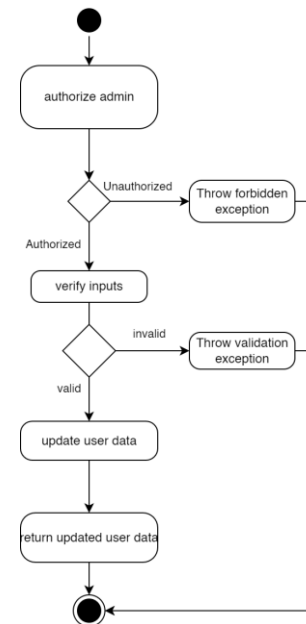 authorize admin
Unauthorized
Throw forbidden
exception
Authorized
verify inputs
invalid
Throw validation
exception
valid
update user data
return updated user data